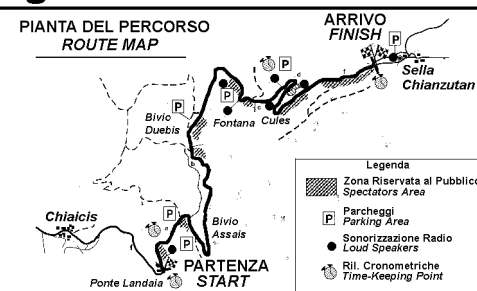 PIANTA DEL PERCORSO
ROUTE MAP
ARRIVO
FINISH
P
P
Sella
Chianzutan
P
P
Bivio
Duebis
Fontana
Cules
Chiaicis
P
P
Bivio
Assais
PARTENZA
START
Ponte Landaia
Legenda
Zona Riservata al Pubblico
Spectators Area
P
Parcheggi
Parking Area
Sonorizzazione Radio
Loud Speakers
Ril. Cronometriche
Time-Keeping Point